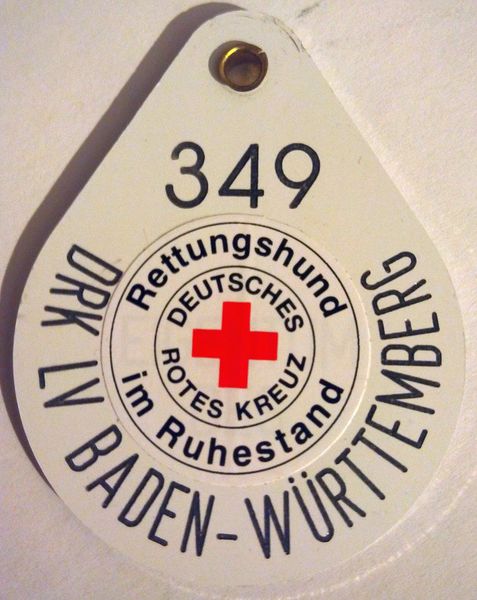 349
Rettungshund
DEUTSCHES
ROTES KREUZ
im Ruhestand
DRK LV BADEN-WÜRTTEMBERG